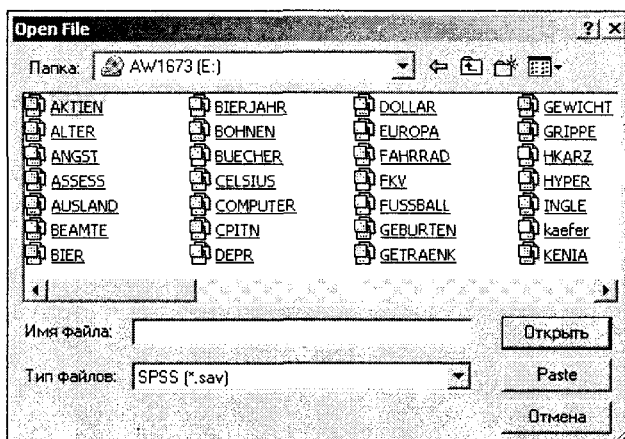 Open File
Папка: AW1673 (E:)
AKTIEN BIERJAHR DOLLAR GEWICHT
ALTER BOHNEN EUROPA GRIPPE
ANGST BUECHER FAHRRAD HKARZ
ASSESS CELSIUS FKV HYPER
AUSLAND COMPUTER FUSSBALL INGLE
BEAMTE CPITN GEBURTEN kaefer
BIER DEPR GETRAENK KENIA
Имя файла: Открыть
Тип файлов: SPSS (*.sav) Paste
Отмена